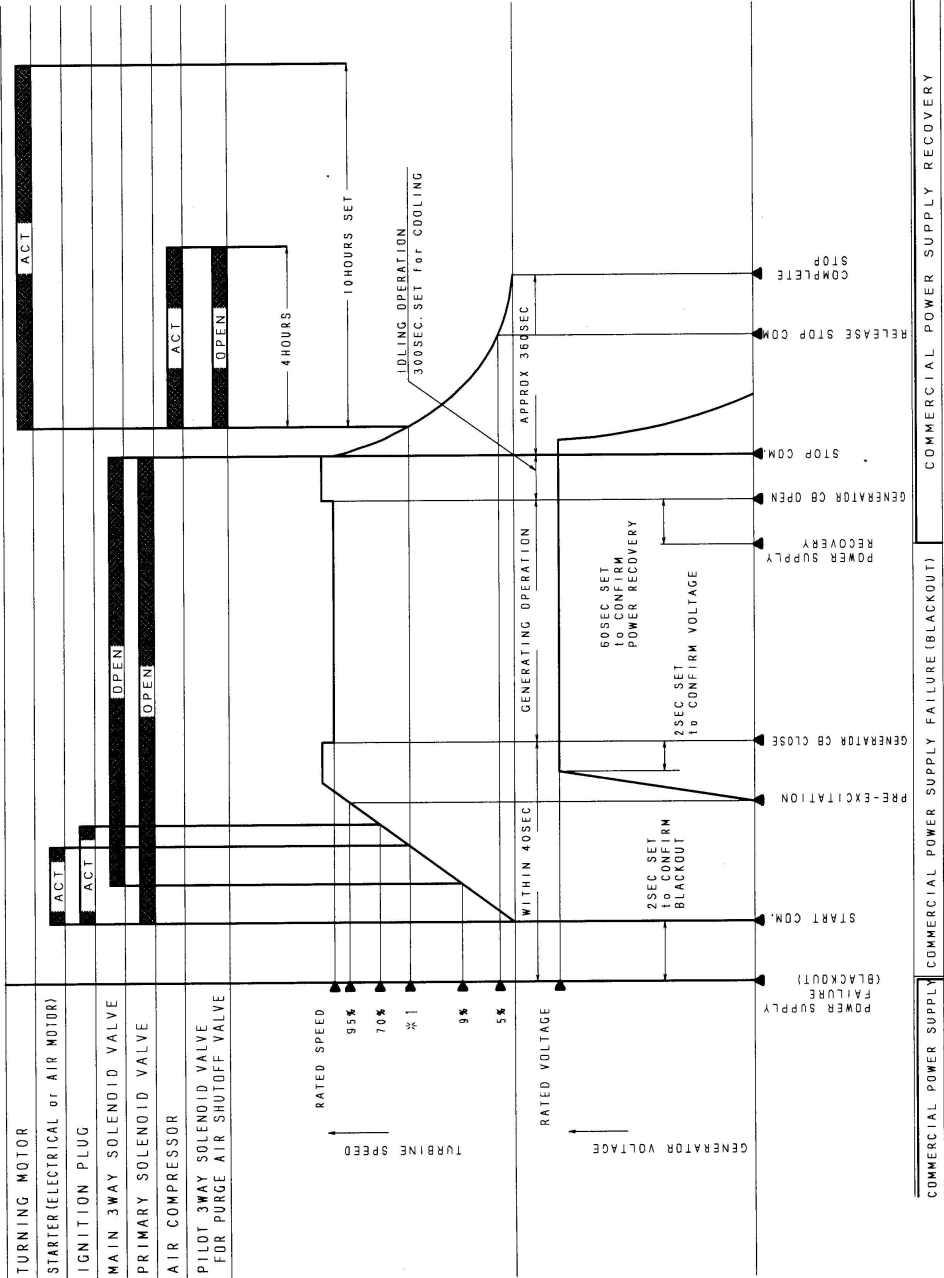 TURNING MOTOR
ACT
STARTER(ELECTRICAL or AIR MOTOR)
ACT
IGNITION PLUG
ACT
MAIN 3WAY SOLENOID VALVE
OPEN
PRIMARY SOLENOID VALVE
OPEN
AIR COMPRESSOR
ACT
PILOT 3WAY SOLENOID VALVE
FOR PURGE AIR SHUTOFF VALVE
OPEN
4HOURS
10HOURS SET
IDLING OPERATION
300SEC.SET for COOLING
RATED SPEED
95%
70%
※1
9%
5%
TURBINE SPEED
WITHIN 40SEC
GENERATING OPERATION
APPROX 360SEC
RATED VOLTAGE
GENERATOR VOLTAGE
2SEC SET
to CONFIRM
BLACKOUT
2SEC SET
to CONFIRM VOLTAGE
60SEC SET
to CONFIRM
POWER RECOVERY
POWER SUPPLY
FAILURE
(BLACKOUT)
START COM.
PRE-EXCITATION
GENERATOR CB CLOSE
POWER SUPPLY
RECOVERY
GENERATOR CB OPEN
STOP COM.
RELEASE STOP COM
COMPLETE
STOP
COMMERCIAL POWER SUPPLY
COMMERCIAL POWER SUPPLY FAILURE(BLACKOUT)
COMMERCIAL POWER SUPPLY RECOVERY